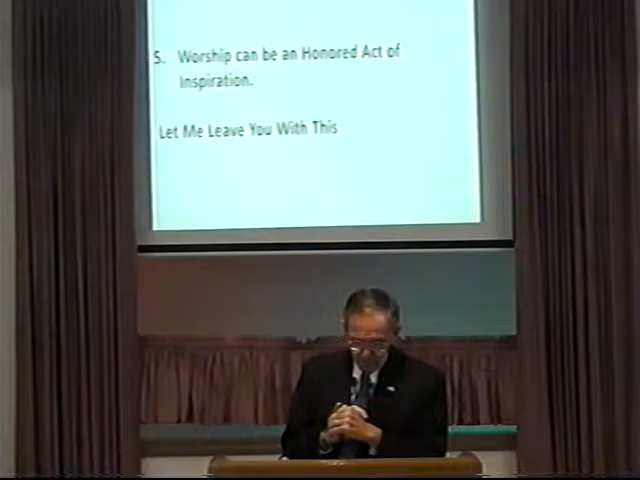 5. Worship can be an Honored Act of
Inspiration.
Let Me Leave You With This